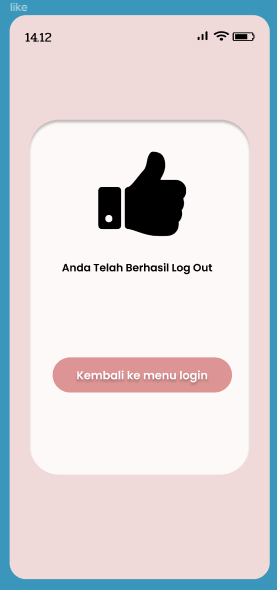 like
14.12
Anda Telah Berhasil Log Out
Kembali ke menu login